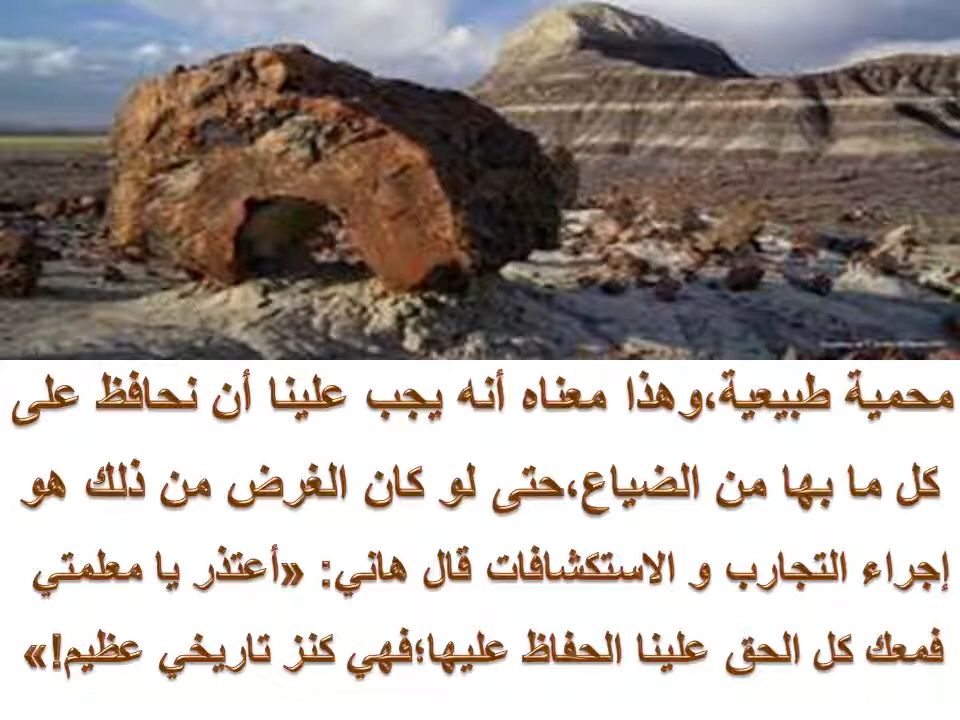 محمية طبيعية،وهذا معناه أنه يجب علينا أن نحافظ على
كل ما بها من الضياع،حتى لو كان الغرض من ذلك هو
إجراء التجارب و الاستكشافات قال هاني: «أعتذر يا معلمتي
فمعك كل الحق علينا الحفاظ عليها؛فهي كنز تاريخي عظيم!»